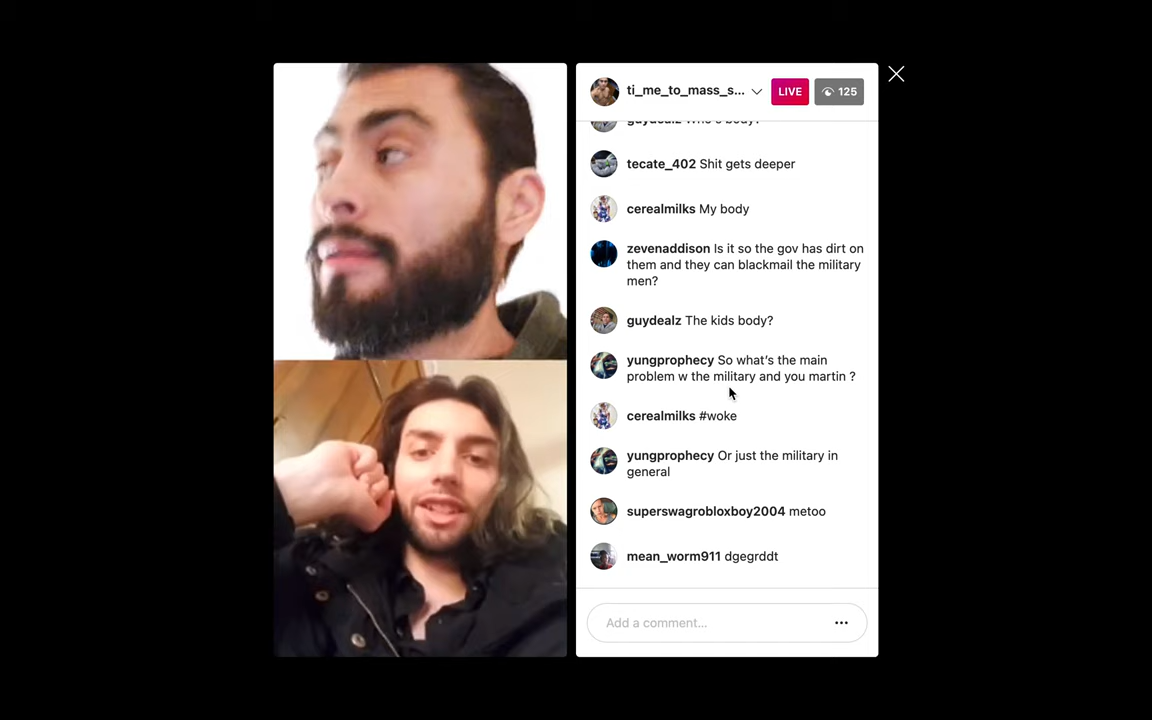 ti_me_to_mass_s...
LIVE
125
guydealz Who's body?
tecate_402 Shit gets deeper
cerealmilks My body
zevenaddison Is it so the gov has dirt on
them and they can blackmail the military
men?
guydealz The kids body?
yungprophecy So what's the main
problem w the military and you martin ?
cerealmilks #woke
yungprophecy Or just the military in
general
superswagrobloxboy2004 metoo
mean_worm911 dgegrddt
Add a comment...